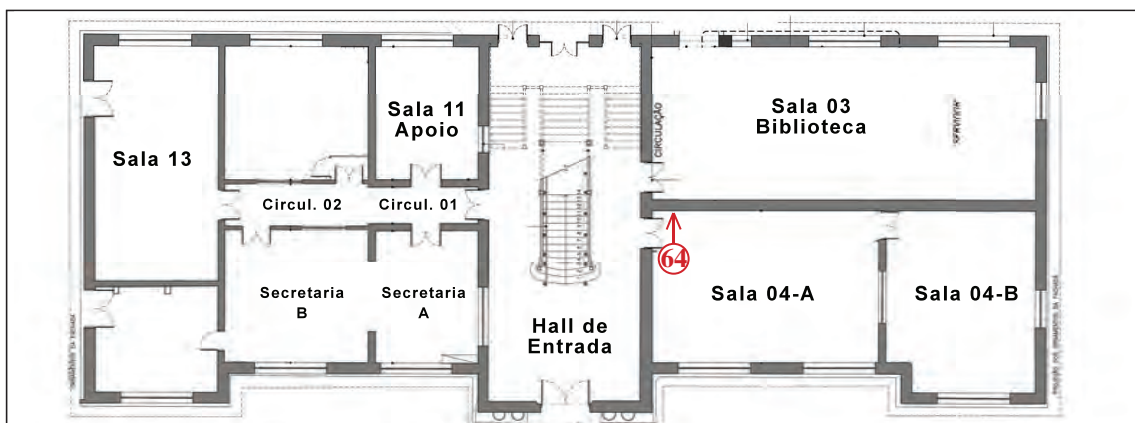 Sala 13
Sala 11
Apoio
Circul. 02
Circul. 01
Secretaria
B
Secretaria
A
Hall de
Entrada
CIRCULAÇÃO
Sala 03
Biblioteca
SERVIDOR
64
Sala 04-A
Sala 04-B